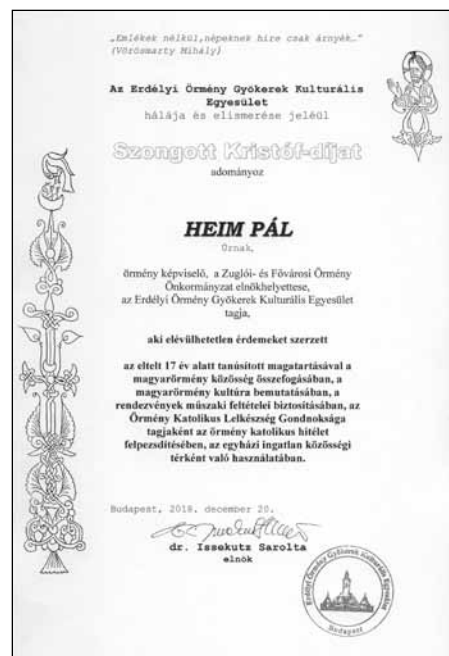 „Emlékek nélkül, népeknek híre csak árnyék…”
(Vörösmarty Mihály)
Az Erdélyi Örmény Gyökerek Kulturális
Egyesület
hálája és elismerése jeléül
Szongott Kristóf-díjat
adományoz
HEIM PÁL
Úrnak,
örmény képviselő, a Zuglói- és Fővárosi Örmény
Önkormányzat elnökhelyettese,
az Erdélyi Örmény Gyökerek Kulturális Egyesület
tagja,
aki elévülhetetlen érdemeket szerzett
az eltelt 17 év alatt tanúsított magatartásával a
magyarörmény közösség összefogásában, a
magyarörmény kultúra bemutatásában, a
rendezvények műszaki feltételei biztosításában, az
Örmény Katolikus Lelkészség Gondnoksága
tagjaként az örmény katolikus hitélet
felpezsdítésében, az egyházi ingatlan közösségi
térként való használatában.
Budapest, 2018. december 20.
dr. Issekutz Sarolta
elnök
Erdélyi Örmény Gyökerek Kulturális Egyesület
Budapest